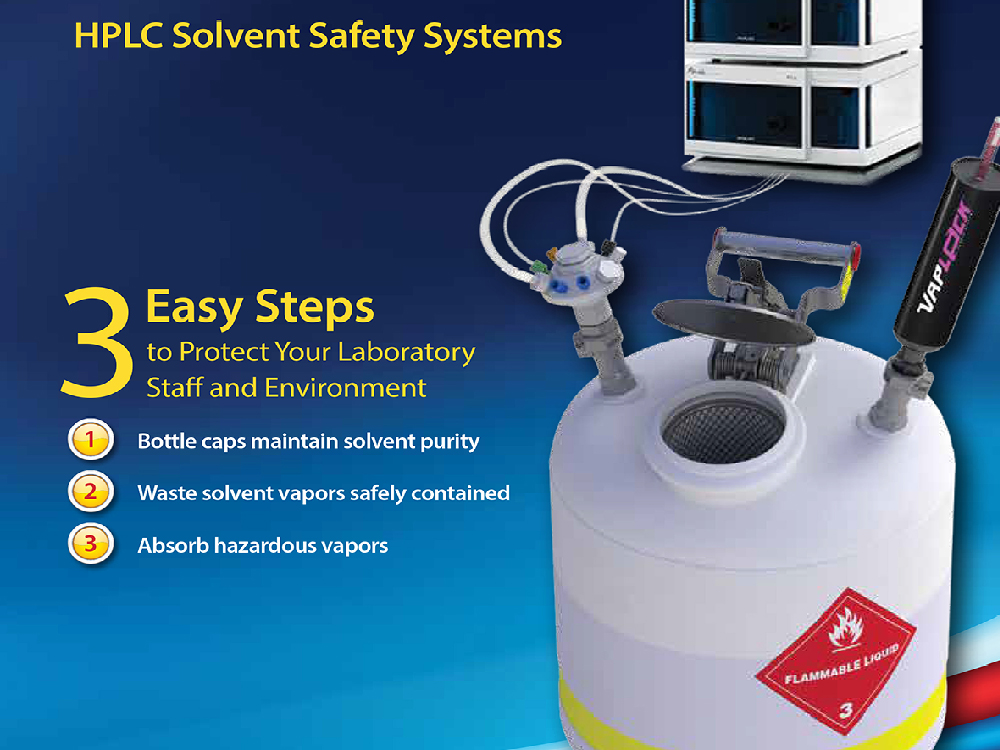 HPLC Solvent Safety Systems
3 Easy Steps
to Protect Your Laboratory
Staff and Environment
1 Bottle caps maintain solvent purity
2 Waste solvent vapors safely contained
3 Absorb hazardous vapors
VAPLOCK
FLAMMABLE LIQUID
3